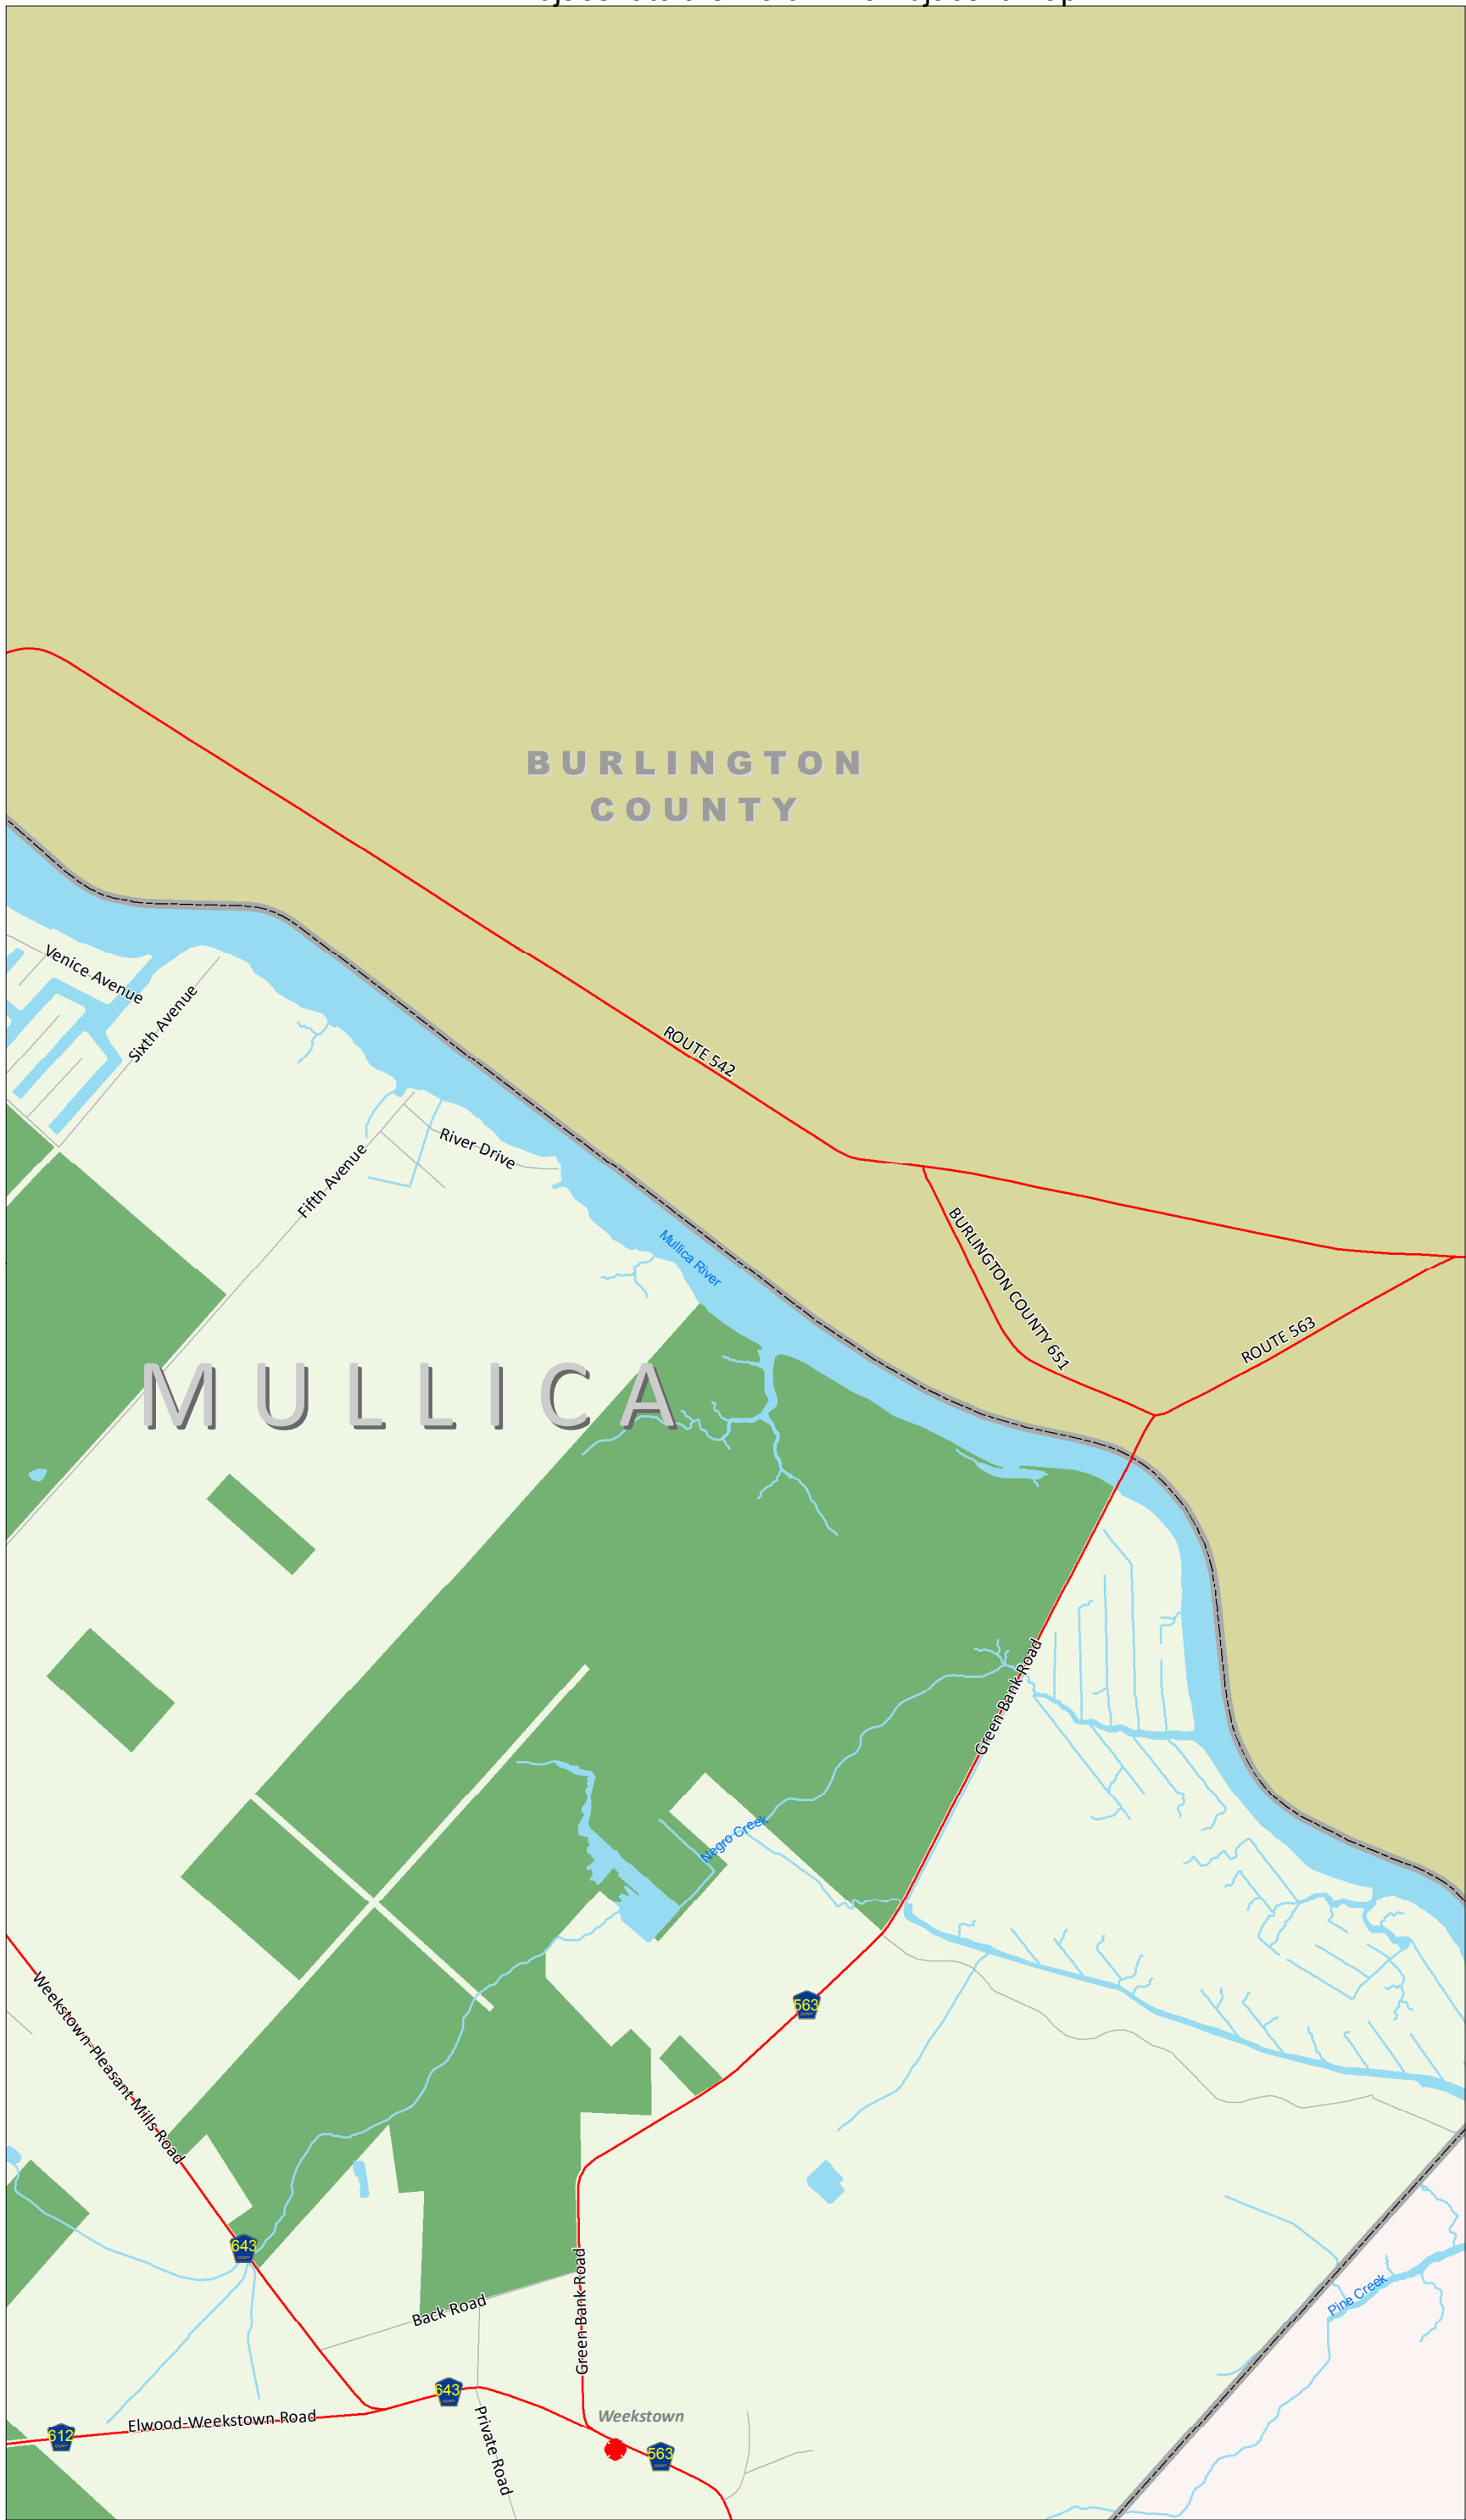 BURLINGTON
COUNTY
Venice Avenue
Sixth Avenue
ROUTE 542
River Drive
Fifth Avenue
Mullica River
BURLINGTON COUNTY 651
ROUTE 563
MULLICA
Green Bank Road
Negro Creek
563
Weekstown-Pleasant Mills Road
643
Pine Creek
Back Road
Green Bank Road
643
Weekstown
Elwood-Weekstown Road
612
Private Road
563